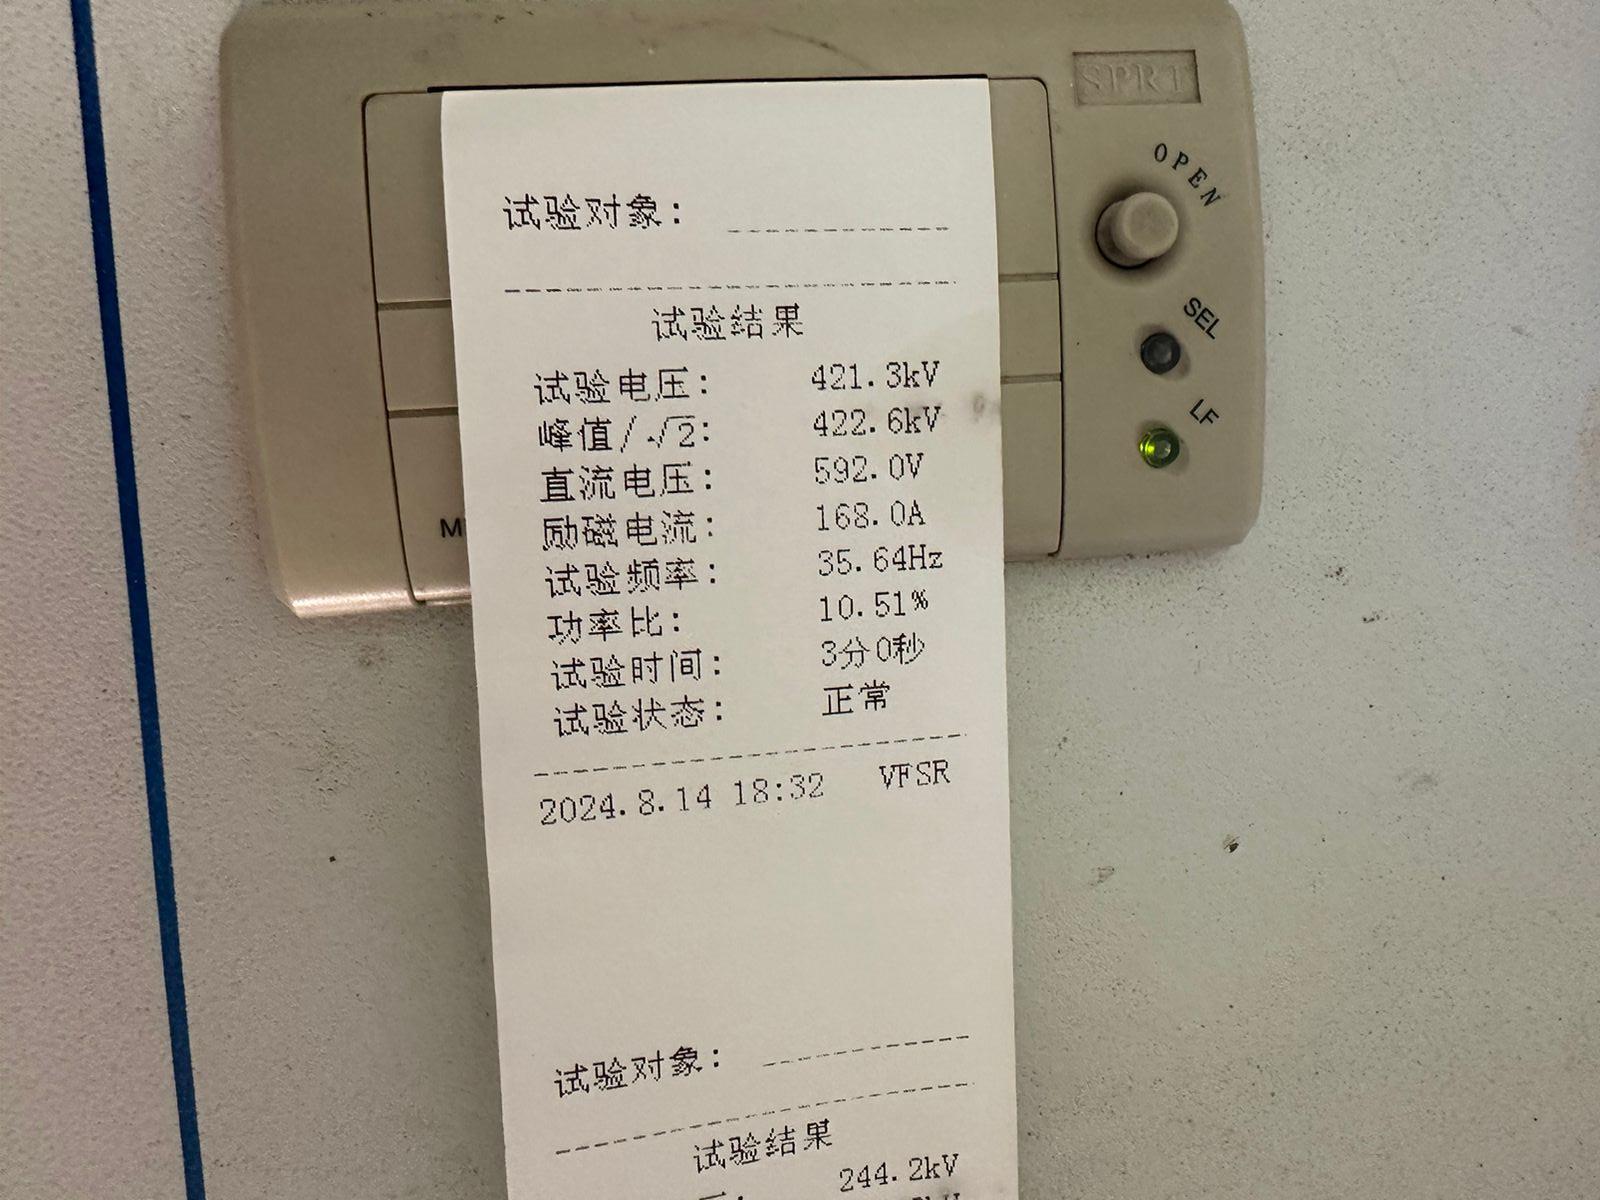 SPRT
OPEN
SEL
LF
M
试验对象:
试验结果
试验电压: 421.3kV
峰值/√2: 422.6kV
直流电压: 592.0V
励磁电流: 168.0A
试验频率: 35.64Hz
功率比: 10.51%
试验时间: 3分0秒
试验状态: 正常
2024.8.14 18:32 VFSR
试验对象:
试验结果
244.2kV